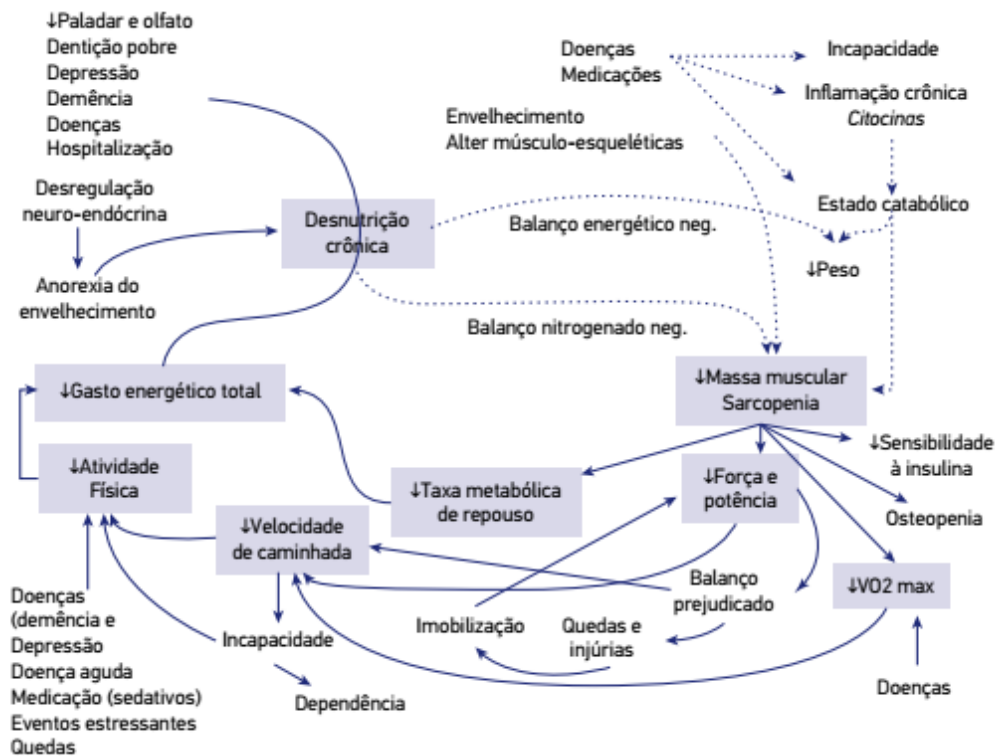 ↓Paladar e olfato
Dentição pobre
Depressão
Demência
Doenças
Hospitalização
Doenças
Medicações
Incapacidade
Inflamação crônica
Citocinas
Envelhecimento
Alter músculo-esqueléticas
Desregulação
neuro-endócrina
Desnutrição
crônica
Balanço energético neg.
Estado catabólico
↓Peso
Anorexia do
envelhecimento
Balanço nitrogenado neg.
↓Gasto energético total
↓Massa muscular
Sarcopenia
↓Atividade
Física
↓Taxa metabólica
de repouso
↓Força e
potência
↓Sensibilidade
à insulina
Osteopenia
↓Velocidade
de caminhada
↓VO2 max
Balanço
prejudicado
Doenças
(demência e
Depressão
Doença aguda
Medicação (sedativos)
Eventos estressantes
Quedas
Incapacidade
Imobilização
Quedas e
injúrias
Dependência
Doenças